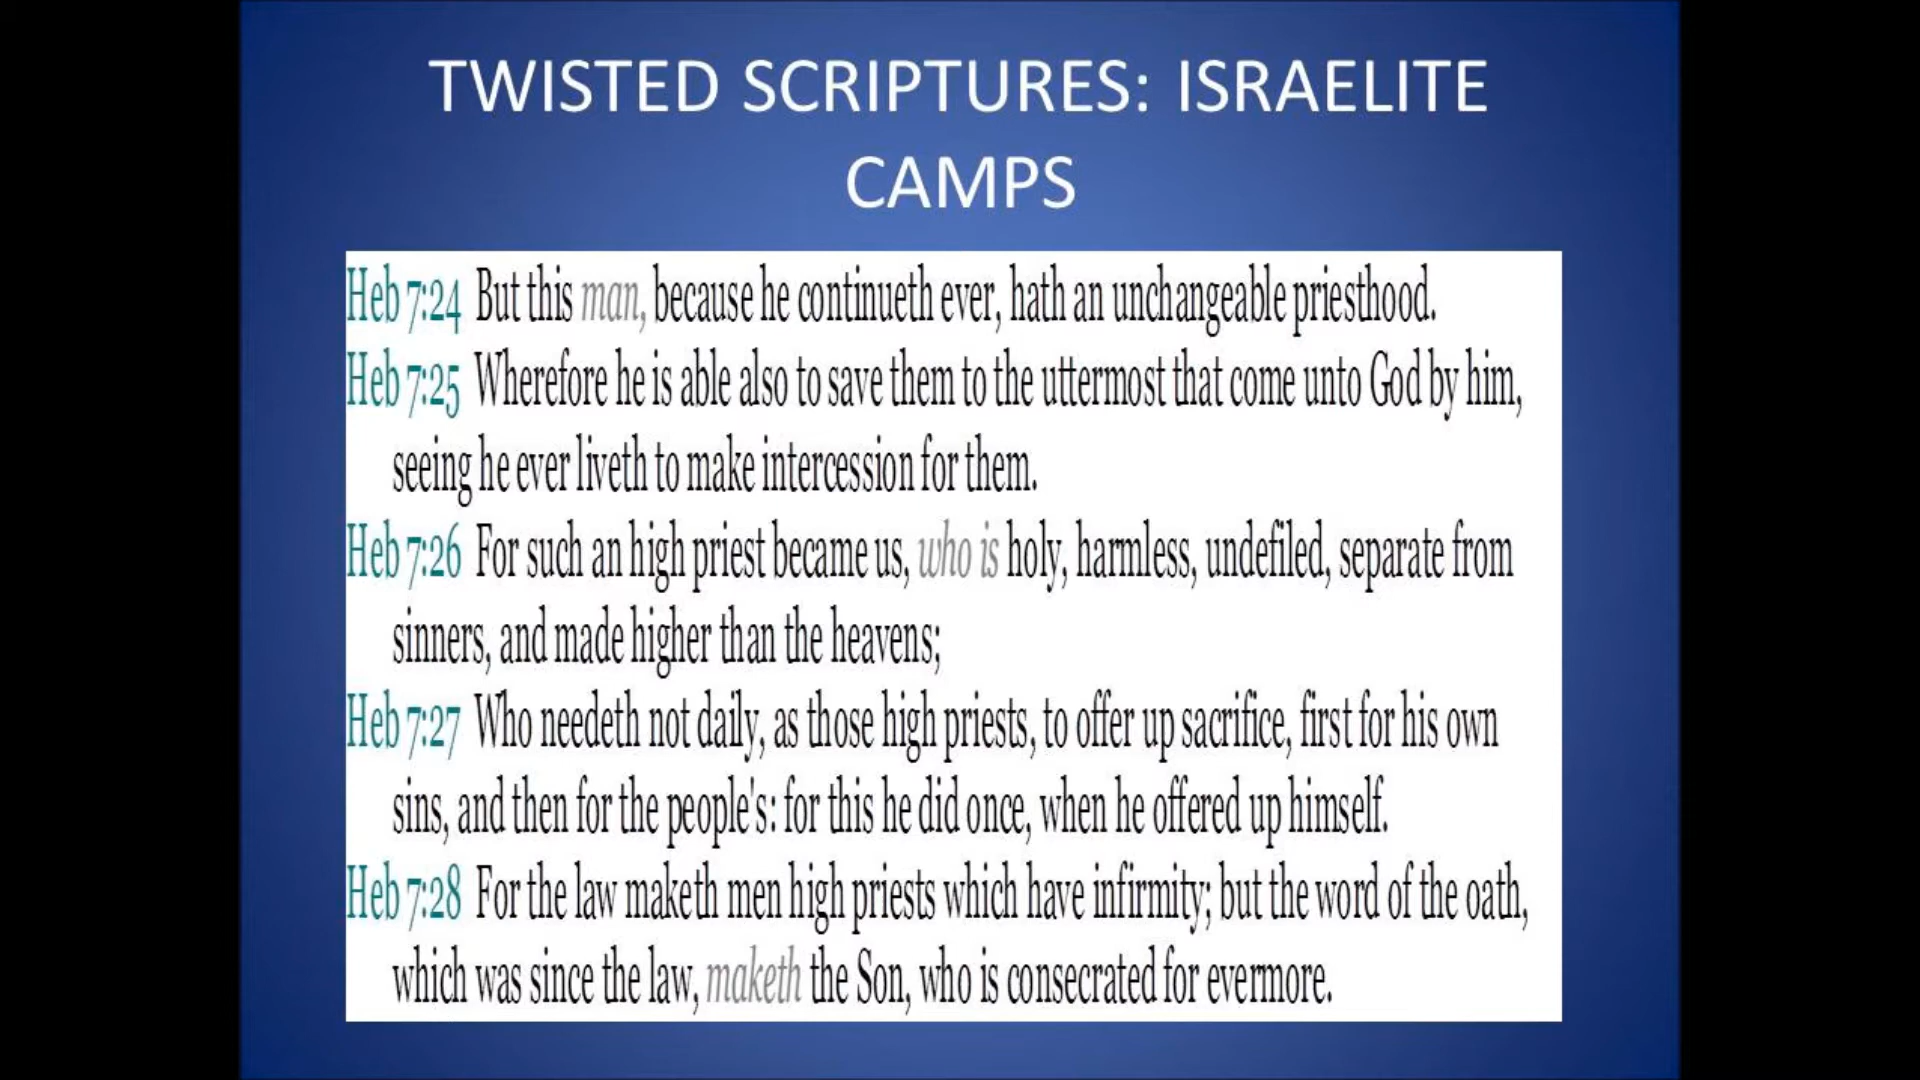 TWISTED SCRIPTURES: ISRAELITE
CAMPS
Heb 7:24 But this man, because he continueth ever, hath an unchangeable priesthood.
Heb 7:25 Wherefore he is able also to save them to the uttermost that come unto God by him,
seeing he ever liveth to make intercession for them.
Heb 7:26 For such an high priest became us, who is holy, harmless, undefiled, separate from
sinners, and made higher than the heavens;
Heb 7:27 Who needeth not daily, as those high priests, to offer up sacrifice, first for his own
sins, and then for the people's: for this he did once, when he offered up himself.
Heb 7:28 For the law maketh men high priests which have infirmity; but the word of the oath,
which was since the law, maketh the Son, who is consecrated for evermore.